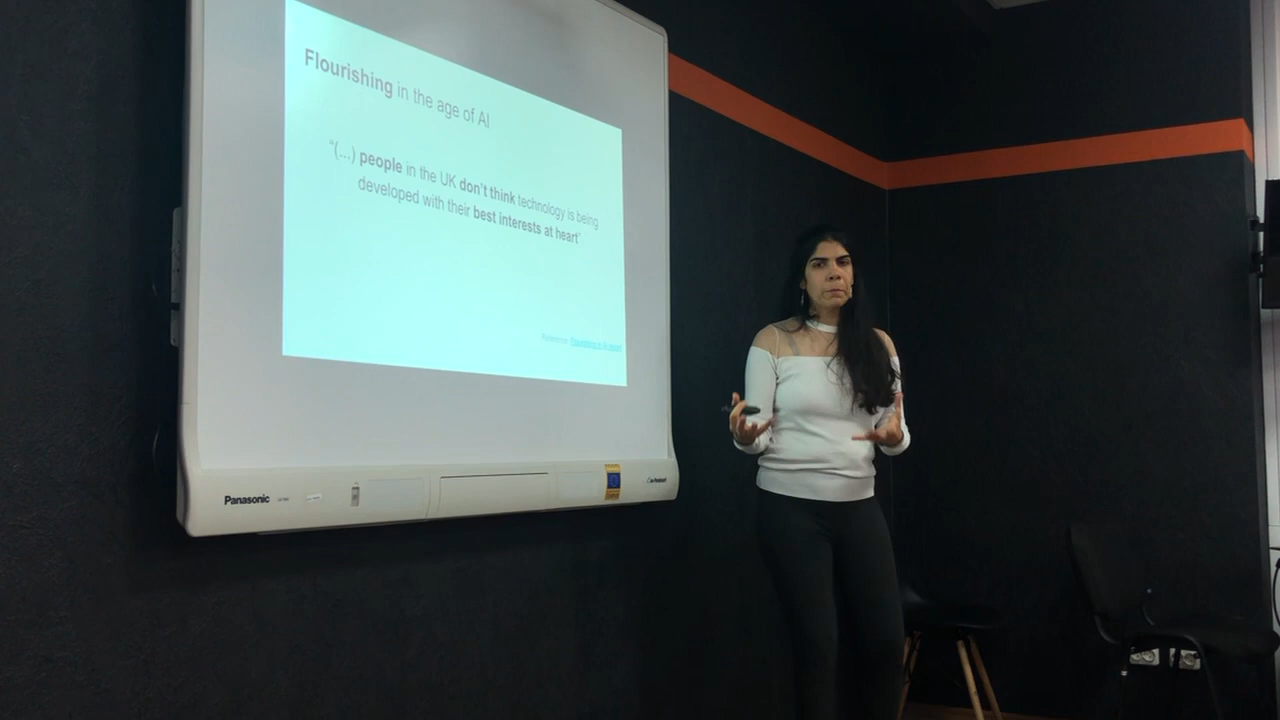 Flourishing in the age of AI
“(...) people in the UK don't think technology is being
developed with their best interests at heart”
Reference:
Panasonic